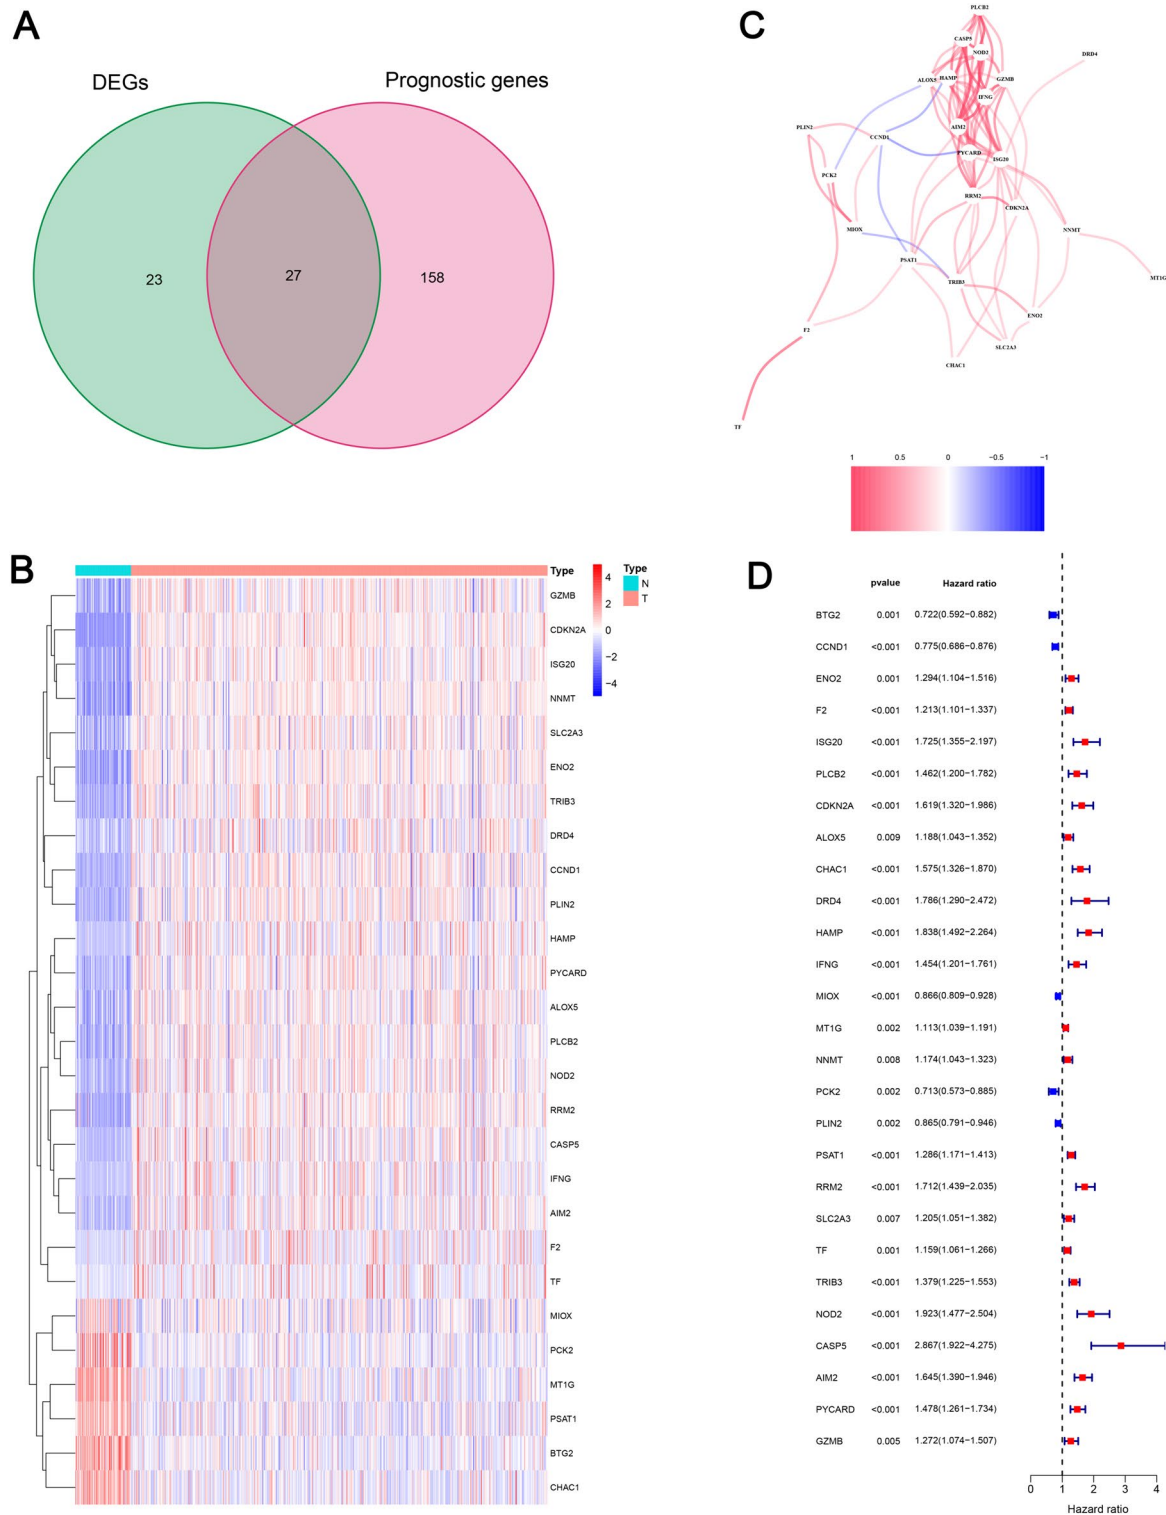 A
DEGs
Prognostic genes
23
27
158
C
PLCB2
CASP5
NOD2
DRD4
ALOX5
HAMP
GZMB
IFNG
PLIN2
AIM2
CCND1
PYCARD
ISG20
PCK2
RRM2
CDKN2A
MIOX
NNMT
PSAT1
TRIB3
MT1G
ENO2
F2
SLC2A3
CHAC1
TF
1 0.5 0 −0.5 −1
B
Type
GZMB
CDKN2A
ISG20
NNMT
SLC2A3
ENO2
TRIB3
DRD4
CCND1
PLIN2
HAMP
PYCARD
ALOX5
PLCB2
NOD2
RRM2
CASP5
IFNG
AIM2
F2
TF
MIOX
PCK2
MT1G
PSAT1
BTG2
CHAC1
4
2
0
−2
−4
Type
N
T
D
pvalue Hazard ratio
BTG2 0.001 0.722(0.592−0.882)
CCND1 <0.001 0.775(0.686−0.876)
ENO2 0.001 1.294(1.104−1.516)
F2 <0.001 1.213(1.101−1.337)
ISG20 <0.001 1.725(1.355−2.197)
PLCB2 <0.001 1.462(1.200−1.782)
CDKN2A <0.001 1.619(1.320−1.986)
ALOX5 0.009 1.188(1.043−1.352)
CHAC1 <0.001 1.575(1.326−1.870)
DRD4 <0.001 1.786(1.290−2.472)
HAMP <0.001 1.838(1.492−2.264)
IFNG <0.001 1.454(1.201−1.761)
MIOX <0.001 0.866(0.809−0.928)
MT1G 0.002 1.113(1.039−1.191)
NNMT 0.008 1.174(1.043−1.323)
PCK2 0.002 0.713(0.573−0.885)
PLIN2 0.002 0.865(0.791−0.946)
PSAT1 <0.001 1.286(1.171−1.413)
RRM2 <0.001 1.712(1.439−2.035)
SLC2A3 0.007 1.205(1.051−1.382)
TF 0.001 1.159(1.061−1.266)
TRIB3 <0.001 1.379(1.225−1.553)
NOD2 <0.001 1.923(1.477−2.504)
CASP5 <0.001 2.867(1.922−4.275)
AIM2 <0.001 1.645(1.390−1.946)
PYCARD <0.001 1.478(1.261−1.734)
GZMB 0.005 1.272(1.074−1.507)
0 1 2 3 4
Hazard ratio